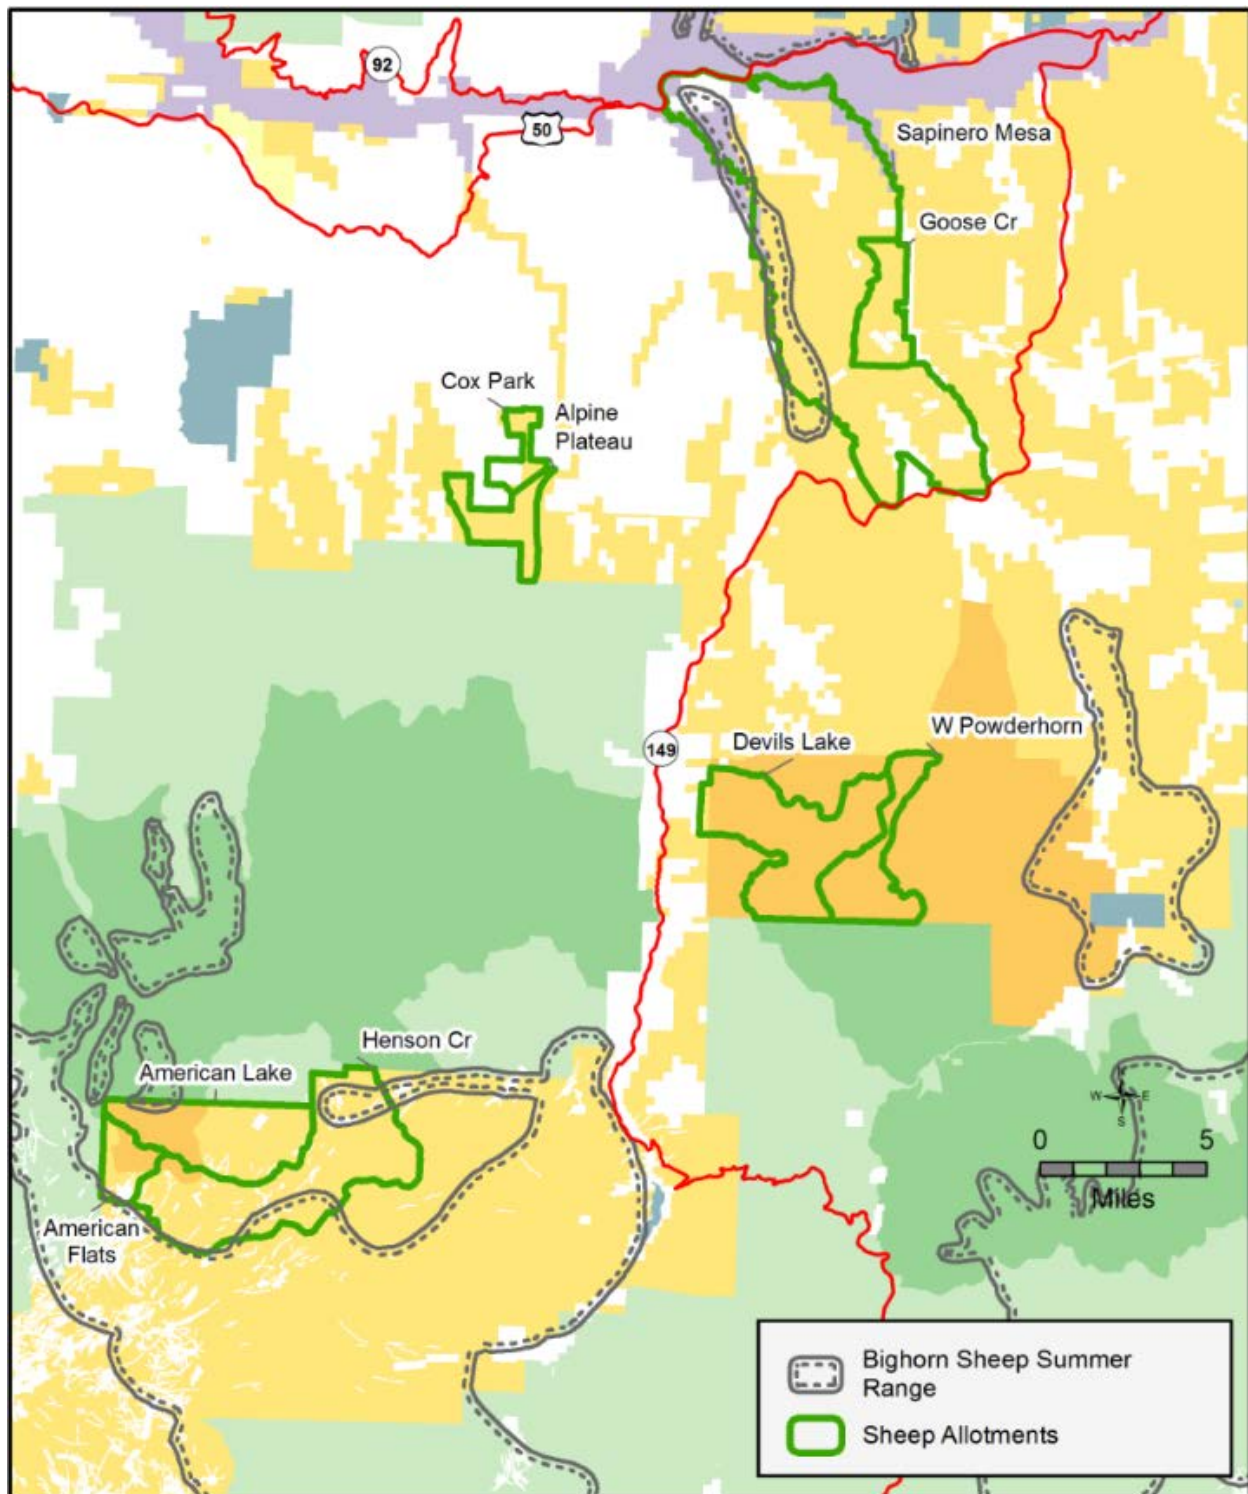 92
50
Sapinero Mesa
Goose Cr
Cox Park
Alpine
Plateau
W Powderhorn
Devils Lake
149
Henson Cr
American Lake
W
E
S
0
5
Miles
American
Flats
Bighorn Sheep Summer
Range
Sheep Allotments